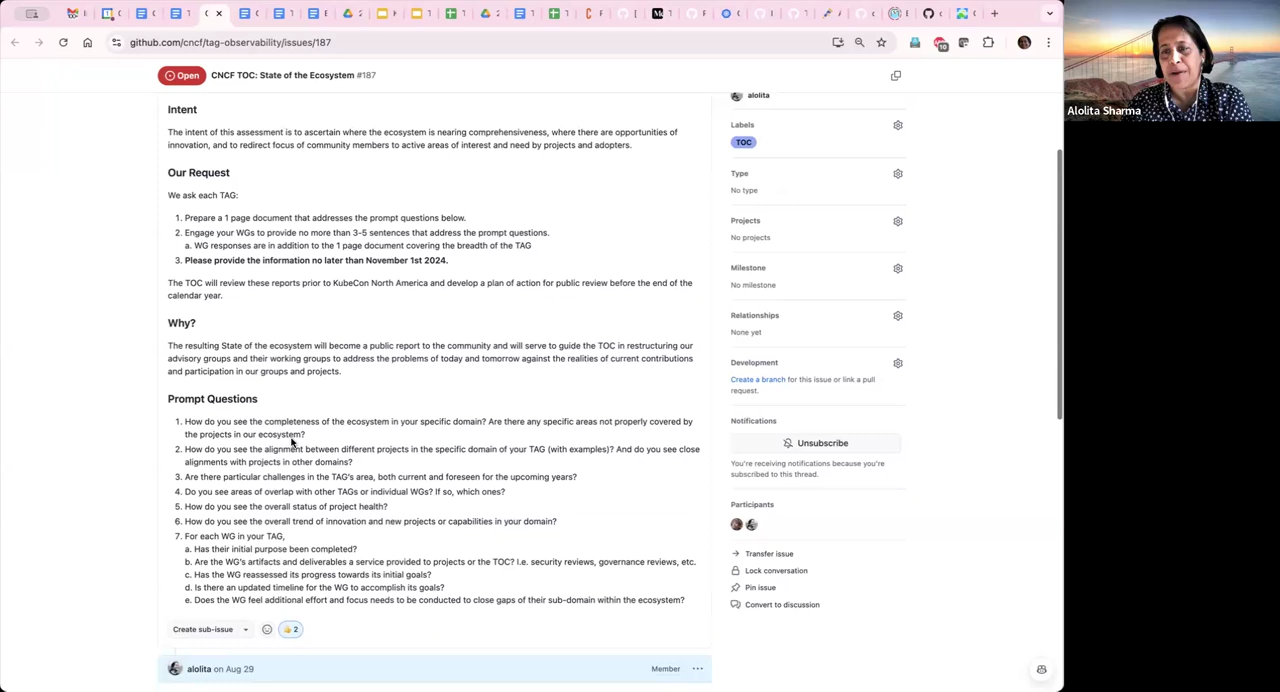 github.com/cncf/tag-observability/issues/187
10
Open
CNCF TOC: State of the Ecosystem #187
Intent
The intent of this assessment is to ascertain where the ecosystem is nearing comprehensiveness, where there are opportunities of
innovation, and to redirect focus of community members to active areas of interest and need by projects and adopters.
Our Request
We ask each TAG:
1. Prepare a 1 page document that addresses the prompt questions below.
2. Engage your WGs to provide no more than 3-5 sentences that address the prompt questions.
a. WG responses are in addition to the 1 page document covering the breadth of the TAG
3. Please provide the information no later than November 1st 2024.
The TOC will review these reports prior to KubeCon North America and develop a plan of action for public review before the end of the
calendar year.
Why?
The resulting State of the ecosystem will become a public report to the community and will serve to guide the TOC in restructuring our
advisory groups and their working groups to address the problems of today and tomorrow against the realities of current contributions
and participation in our groups and projects.
Prompt Questions
1. How do you see the completeness of the ecosystem in your specific domain? Are there any specific areas not properly covered by
the projects in our ecosystem?
2. How do you see the alignment between different projects in the specific domain of your TAG (with examples)? And do you see close
alignments with projects in other domains?
3. Are there particular challenges in the TAG's area, both current and foreseen for the upcoming years?
4. Do you see areas of overlap with other TAGs or individual WGs? If so, which ones?
5. How do you see the overall status of project health?
6. How do you see the overall trend of innovation and new projects or capabilities in your domain?
7. For each WG in your TAG,
a. Has their initial purpose been completed?
b. Are the WG's artifacts and deliverables a service provided to projects or the TOC? I.e. security reviews, governance reviews, etc.
c. Has the WG reassessed its progress towards its initial goals?
d. Is there an updated timeline for the WG to accomplish its goals?
e. Does the WG feel additional effort and focus needs to be conducted to close gaps of their sub-domain within the ecosystem?
Create sub-issue
2
alolita on Aug 29
Member
alolita
Labels
TOC
Type
No type
Projects
No projects
Milestone
No milestone
Relationships
None yet
Development
Create a branch for this issue or link a pull
request.
Notifications
Unsubscribe
You're receiving notifications because you're
subscribed to this thread.
Participants
Transfer issue
Lock conversation
Pin issue
Convert to discussion
Alolita Sharma